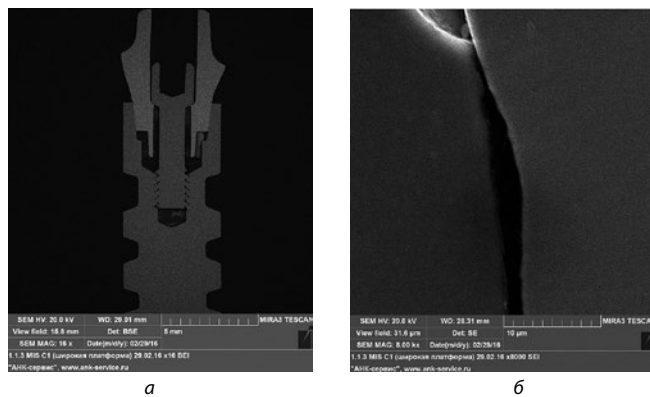 SEM HV: 20.0 kV WD: 29.91 mm MIRA3 TESCAN
View field: 18.8 mm Det: BSE 5 mm
SEM MAG: 16 x Date(m/d/y): 02/29/16
1.1.3 MIS C1 (широкая платформа) 29.02.16 x16 BEI
"АНК-сервис", www.ank-service.ru
а
SEM HV: 20.0 kV WD: 28.31 mm MIRA3 TESCA
View field: 31.6 µm Det: SE 10 µm
SEM MAG: 8.00 kx Date(m/d/y): 02/29/16
1.1.3 MIS C1 (широкая платформа) 29.02.16 x8000 SEI
"АНК-сервис", www.ank-service.ru
б